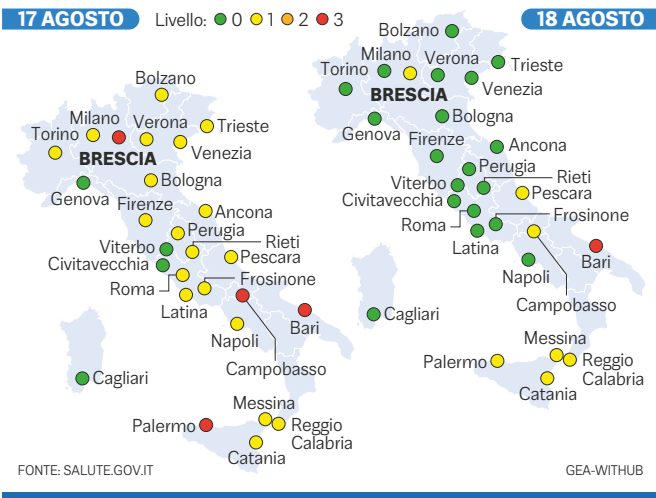 17 AGOSTO
Livello: 0 1 2 3
Bolzano
Milano
Verona
Torino
Trieste
BRESCIA
Venezia
Genova
Bologna
Firenze
Ancona
Perugia
Viterbo
Rieti
Civitavecchia
Pescara
Roma
Frosinone
Latina
Bari
Napoli
Campobasso
Cagliari
Messina
Palermo
Reggio
Calabria
Catania
FONTE: SALUTE.GOV.IT
18 AGOSTO
Bolzano
Milano
Verona
Torino
Trieste
BRESCIA
Venezia
Genova
Bologna
Firenze
Ancona
Perugia
Viterbo
Rieti
Civitavecchia
Pescara
Roma
Frosinone
Latina
Bari
Napoli
Campobasso
Cagliari
Messina
Palermo
Reggio
Calabria
Catania
GEA-WITHUB